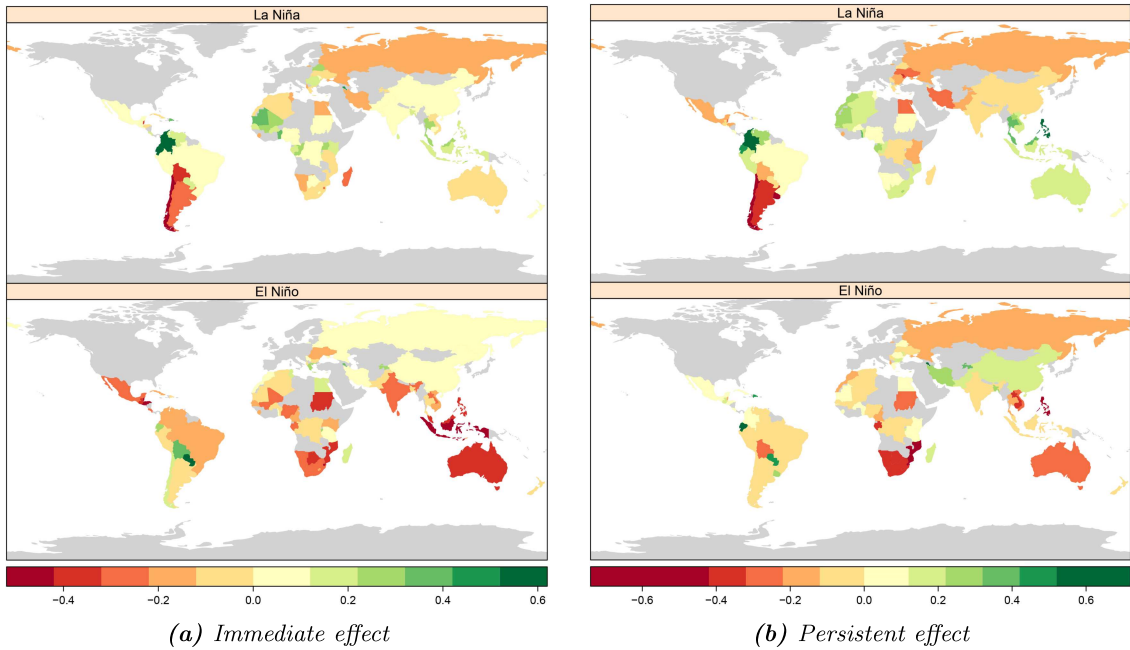 La Niña
La Niña
El Niño
El Niño
−0.4 −0.2 0.0 0.2 0.4 0.6
−0.6 −0.4 −0.2 0.0 0.2 0.4 0.6
(a) Immediate effect
(b) Persistent effect